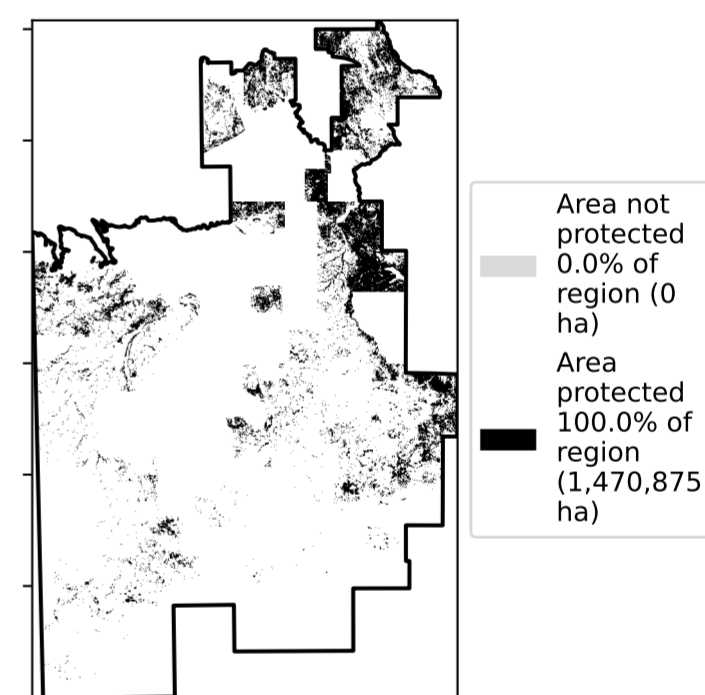 Area not
protected
0.0% of
region (0
ha)
Area
protected
100.0% of
region
(1,470,875
ha)